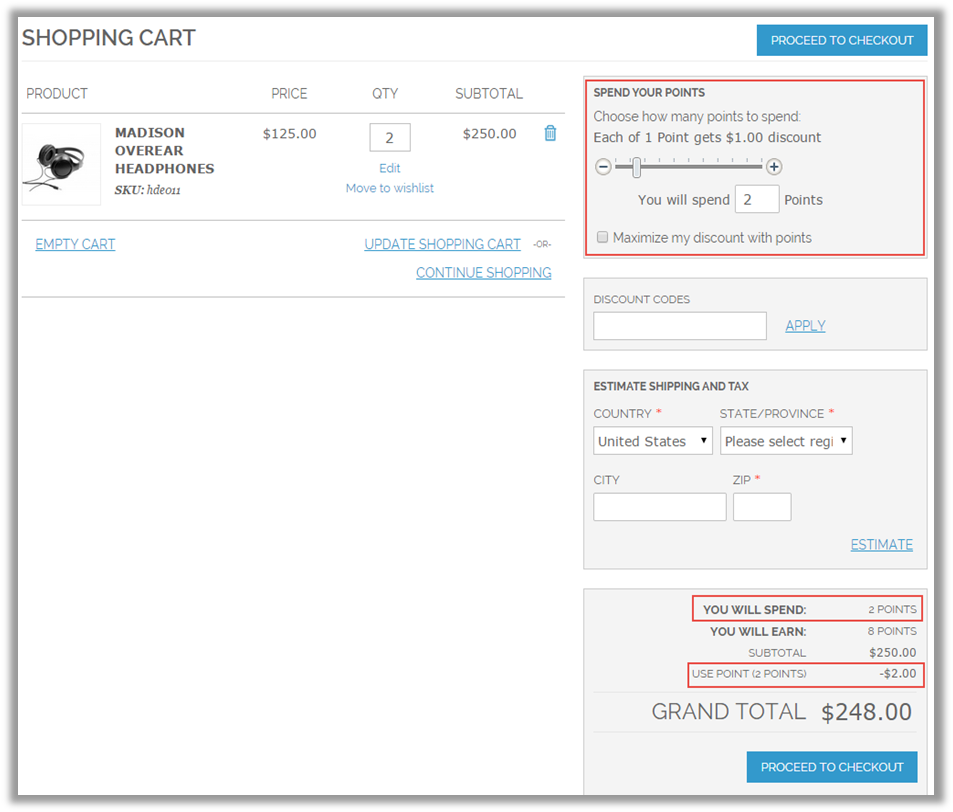 SHOPPING CART
PROCEED TO CHECKOUT
PRODUCT PRICE QTY SUBTOTAL
MADISON
OVEREAR
HEADPHONES
SKU: hde011
$125.00
2
Edit
Move to wishlist
$250.00
EMPTY CART
UPDATE SHOPPING CART -OR-
CONTINUE SHOPPING
SPEND YOUR POINTS
Choose how many points to spend:
Each of 1 Point gets $1.00 discount
You will spend 2 Points
Maximize my discount with points
DISCOUNT CODES
APPLY
ESTIMATE SHIPPING AND TAX
COUNTRY * STATE/PROVINCE *
United States Please select regi
CITY ZIP *
ESTIMATE
YOU WILL SPEND: 2 POINTS
YOU WILL EARN: 8 POINTS
SUBTOTAL $250.00
USE POINT (2 POINTS) -$2.00
GRAND TOTAL $248.00
PROCEED TO CHECKOUT